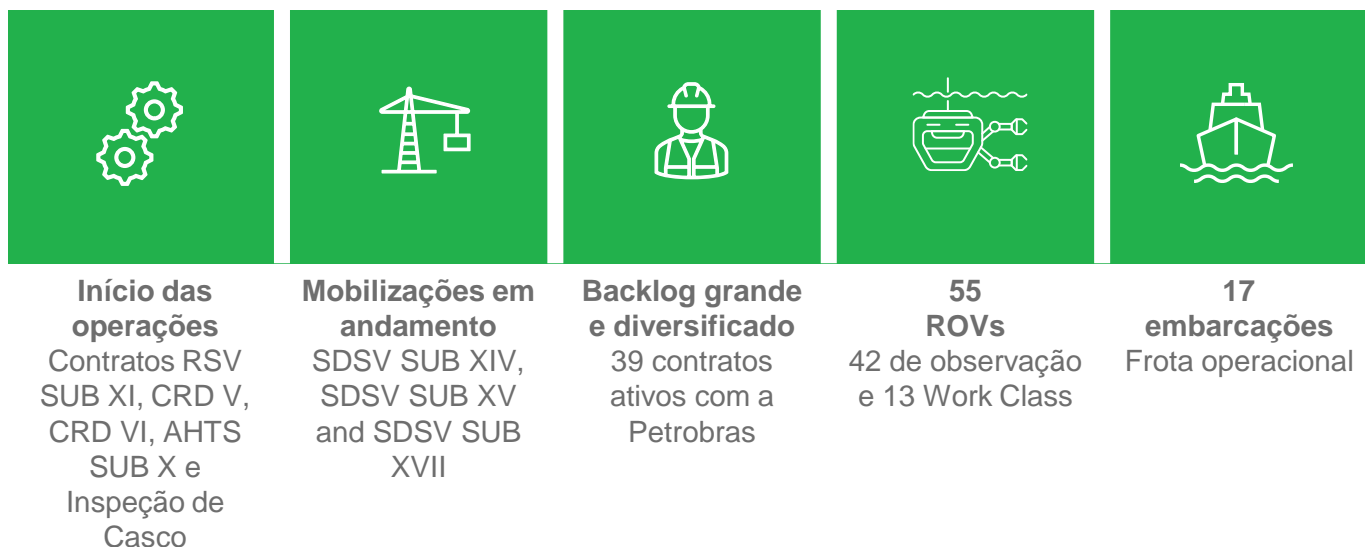 Início das
operações
Contratos RSV
SUB XI, CRD V,
CRD VI, AHTS
SUB X e
Inspeção de
Casco
Mobilizações em
andamento
SDSV SUB XIV,
SDSV SUB XV
and SDSV SUB
XVII
Backlog grande
e diversificado
39 contratos
ativos com a
Petrobras
55
ROVs
42 de observação
e 13 Work Class
17
embarcações
Frota operacional